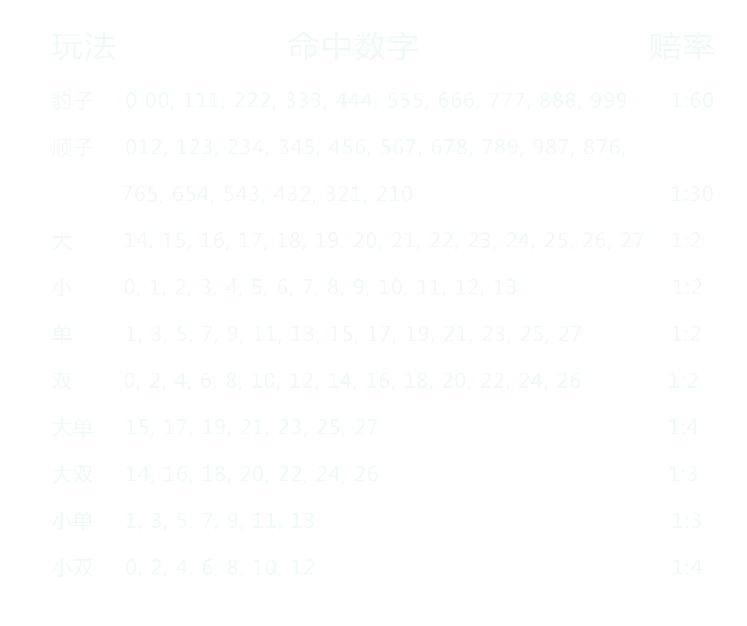 玩法 命中数字 赔率
豹子 0 00, 111, 222, 333, 444, 555, 666, 777, 888, 999 1:60
顺子 012, 123, 234, 345, 456, 567, 678, 789, 987, 876,
765, 654, 543, 432, 321, 210 1:30
大 14, 15, 16, 17, 18, 19, 20, 21, 22, 23, 24, 25, 26, 27 1:2
小 0, 1, 2, 3, 4, 5, 6, 7, 8, 9, 10, 11, 12, 13 1:2
单 1, 3, 5, 7, 9, 11, 13, 15, 17, 19, 21, 23, 25, 27 1:2
双 0, 2, 4, 6, 8, 10, 12, 14, 16, 18, 20, 22, 24, 26 1:2
大单 15, 17, 19, 21, 23, 25, 27 1:4
大双 14, 16, 18, 20, 22, 24, 26 1:3
小单 1, 3, 5, 7, 9, 11, 13 1:3
小双 0, 2, 4, 6, 8, 10, 12 1:4